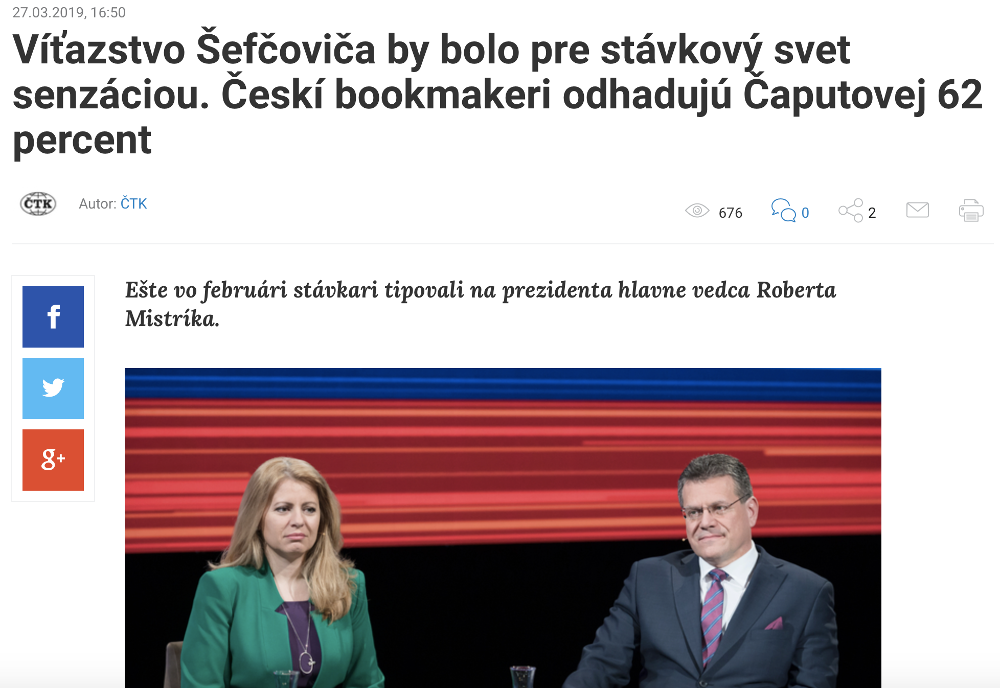 27.03.2019, 16:50
Víťazstvo Šefčoviča by bolo pre stávkový svet
senzáciou. Českí bookmakeri odhadujú Čaputovej 62
percent
ČTK
Autor: ČTK
676
0
2
Ešte vo februári stávkari tipovali na prezidenta hlavne vedca Roberta
Mistríka.
f
g+